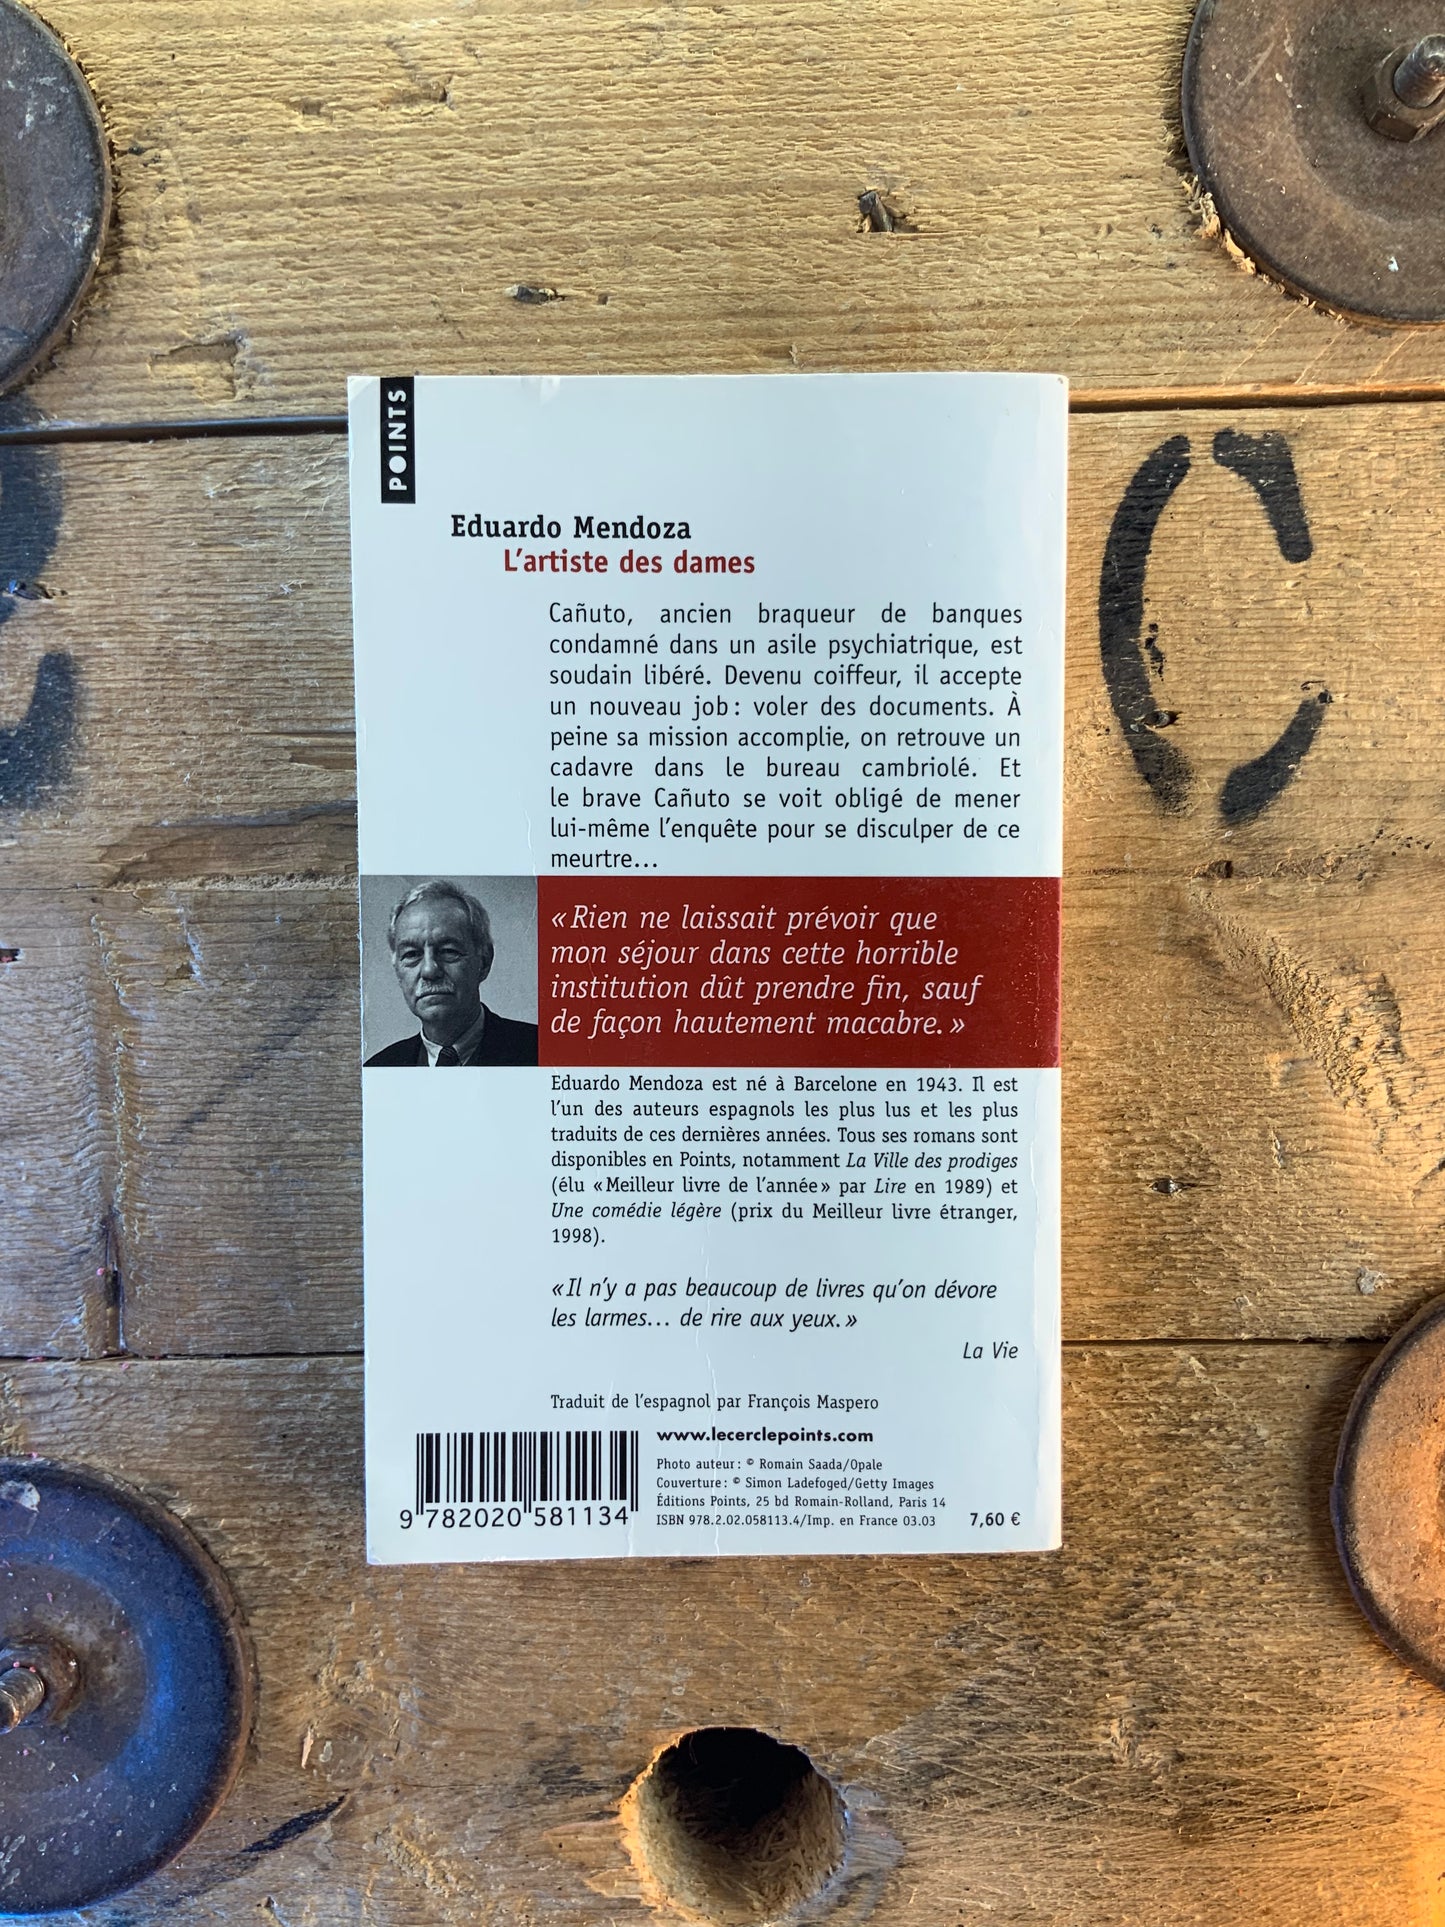 POINTS
Eduardo Mendoza
L'artiste des dames
Cañuto, ancien braqueur de banques
condamné dans un asile psychiatrique, est
soudain libéré. Devenu coiffeur, il accepte
un nouveau job : voler des documents. À
peine sa mission accomplie, on retrouve un
cadavre dans le bureau cambriolé. Et
le brave Cañuto se voit obligé de mener
lui-même l'enquête pour se disculper de ce
meurtre…
« Rien ne laissait prévoir que
mon séjour dans cette horrible
institution dût prendre fin, sauf
de façon hautement macabre. »
Eduardo Mendoza est né à Barcelone en 1943. Il est
l'un des auteurs espagnols les plus lus et les plus
traduits de ces dernières années. Tous ses romans sont
disponibles en Points, notamment La Ville des prodiges
(élu « Meilleur livre de l'année » par Lire en 1989) et
Une comédie légère (prix du Meilleur livre étranger,
1998).
« Il n'y a pas beaucoup de livres qu'on dévore
les larmes… de rire aux yeux. »
La Vie
Traduit de l'espagnol par François Maspero
www.lecerclepoints.com
Photo auteur : © Romain Saada/Opale
Couverture : © Simon Ladefoged/Getty Images
Éditions Points, 25 bd Romain-Rolland, Paris 14
ISBN 978.2.02.058113.4/Imp. en France 03.03
7,60 €
9 782020 581134
C